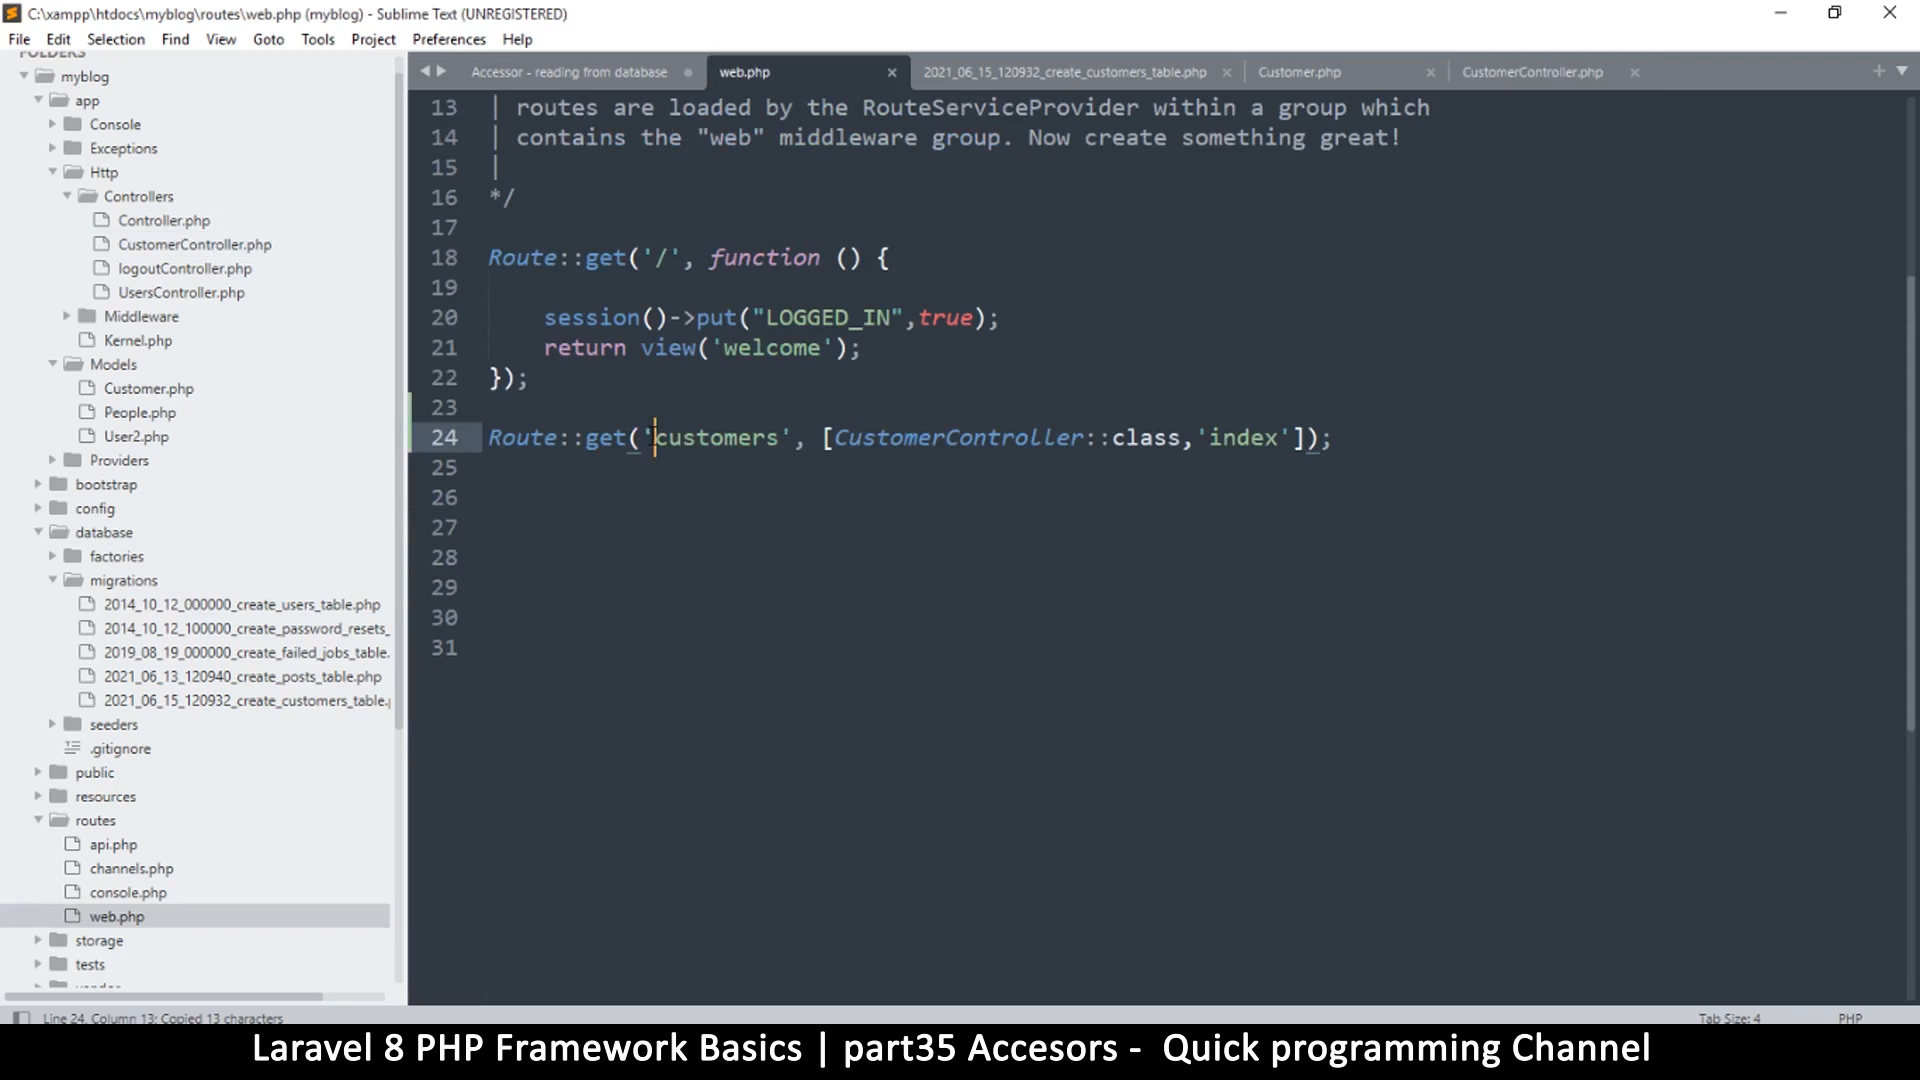 C:\xampp\htdocs\myblog\routes\web.php (myblog) - Sublime Text (UNREGISTERED)
File Edit Selection Find View Goto Tools Project Preferences Help
FOLDERS
myblog
app
Console
Exceptions
Http
Controllers
Controller.php
CustomerController.php
logoutController.php
UsersController.php
Middleware
Kernel.php
Models
Customer.php
People.php
User2.php
Providers
bootstrap
config
database
factories
migrations
2014_10_12_000000_create_users_table.php
2014_10_12_100000_create_password_resets_
2019_08_19_000000_create_failed_jobs_table.
2021_06_13_120940_create_posts_table.php
2021_06_15_120932_create_customers_table.p
seeders
.gitignore
public
resources
routes
api.php
channels.php
console.php
web.php
storage
tests
vendor
Accessor - reading from database web.php 2021_06_15_120932_create_customers_table.php Customer.php CustomerController.php
13 | routes are loaded by the RouteServiceProvider within a group which
14 | contains the "web" middleware group. Now create something great!
15 |
16 */
17
18 Route::get('/', function () {
19
20 session()->put("LOGGED_IN",true);
21 return view('welcome');
22 });
23
24 Route::get('customers', [CustomerController::class,'index']);
25
26
27
28
29
30
31
Line 24, Column 13; Copied 13 characters Tab Size: 4 PHP
Laravel 8 PHP Framework Basics | part35 Accesors - Quick programming Channel